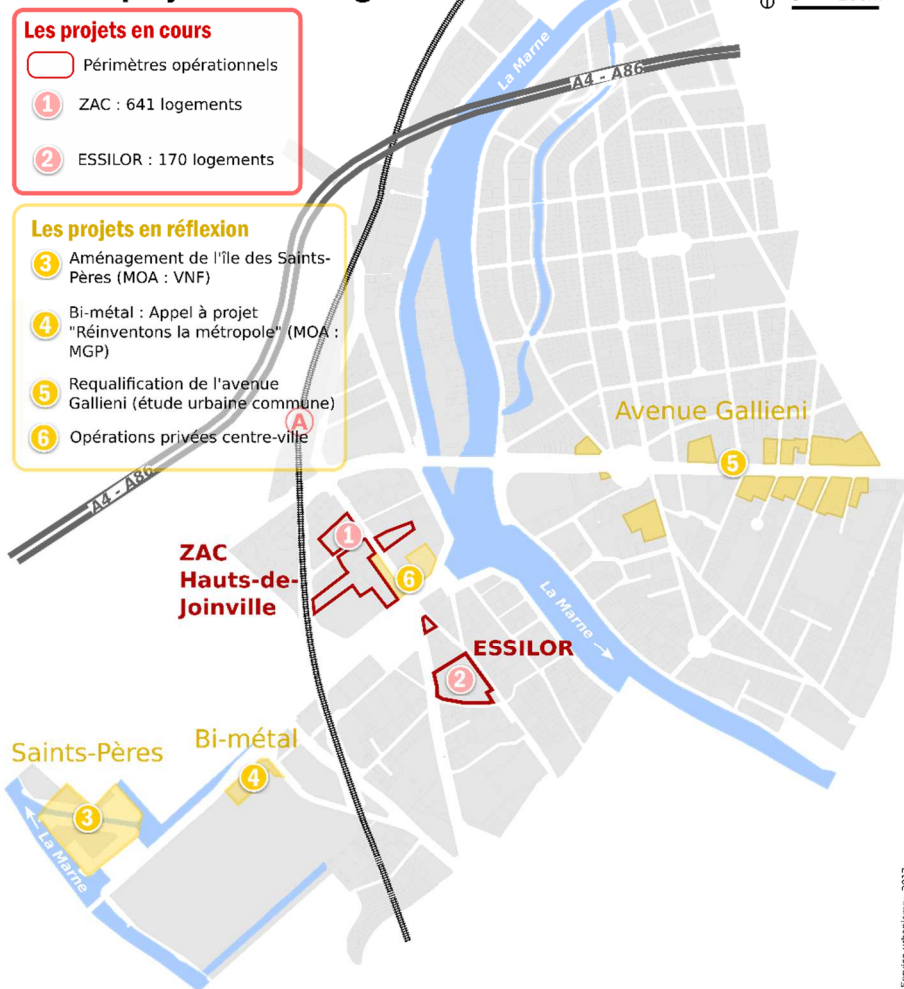 Les projets en cours
Périmètres opérationnels
1 ZAC : 641 logements
2 ESSILOR : 170 logements
Les projets en réflexion
3 Aménagement de l'île des Saints-
Pères (MOA : VNF)
4 Bi-métal : Appel à projet
"Réinventons la métropole" (MOA :
MGP)
5 Requalification de l'avenue
Gallieni (étude urbaine commune)
6 Opérations privées centre-ville
La Marne
A4 - A86
Avenue Gallieni
5
A
A4 - A86
1
ZAC
Hauts-de-
Joinville
6
La Marne
ESSILOR
2
Saints-Pères
Bi-métal
4
3
La Marne